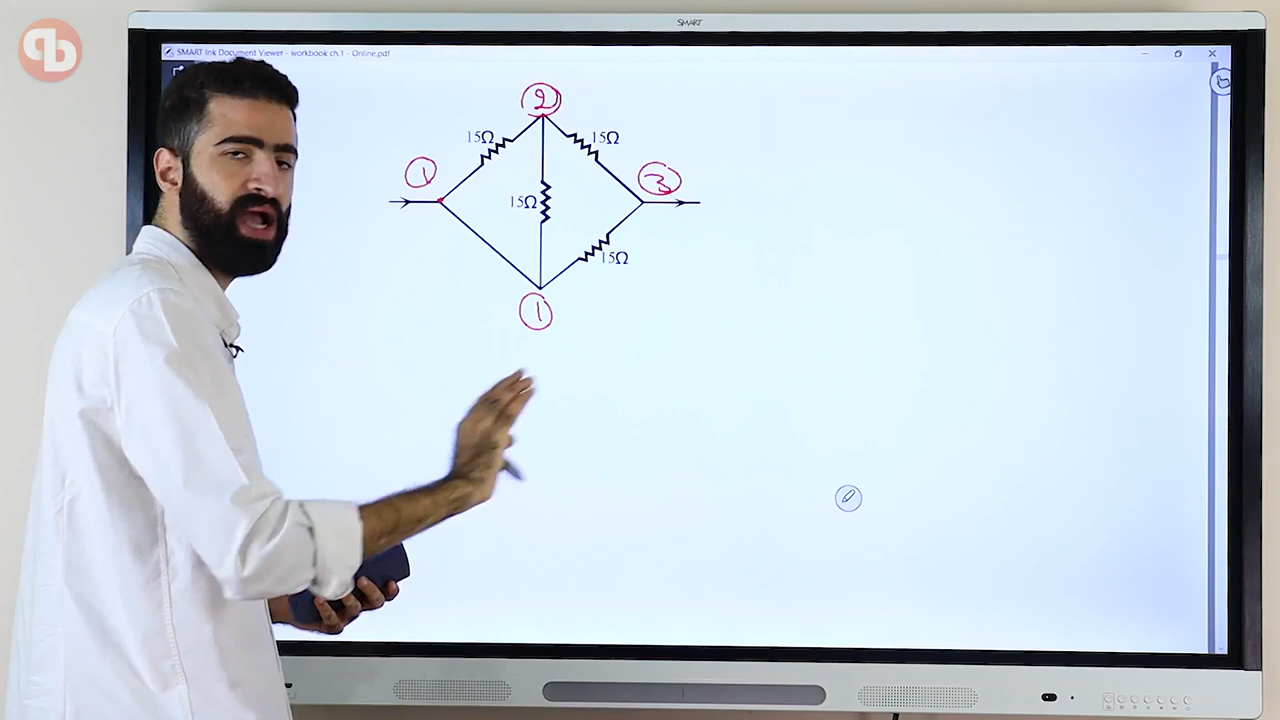 SMART
SMART Ink Document Viewer - workbook ch.1 - Online.pdf
2
15Ω 15Ω
1 3
15Ω
15Ω
1